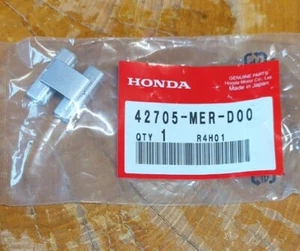 HONDA
GENUINE PARTS
Honda Motor Co., Ltd.
Made in Japan
42705-MER-D00
QTY 1 R4H01